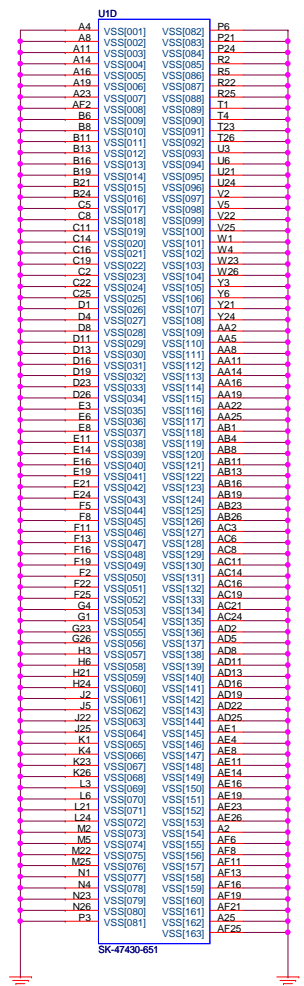 U1D
A4 VSS[001] VSS[082] P6
A8 VSS[002] VSS[083] P21
A11 VSS[003] VSS[084] P24
A14 VSS[004] VSS[085] R2
A16 VSS[005] VSS[086] R5
A19 VSS[006] VSS[087] R22
A23 VSS[007] VSS[088] R25
AF2 VSS[008] VSS[089] T1
B6 VSS[009] VSS[090] T4
B8 VSS[010] VSS[091] T23
B11 VSS[011] VSS[092] T26
B13 VSS[012] VSS[093] U3
B16 VSS[013] VSS[094] U6
B19 VSS[014] VSS[095] U21
B21 VSS[015] VSS[096] U24
B24 VSS[016] VSS[097] V2
C5 VSS[017] VSS[098] V5
C8 VSS[018] VSS[099] V22
C11 VSS[019] VSS[100] V25
C14 VSS[020] VSS[101] W1
C16 VSS[021] VSS[102] W4
C19 VSS[022] VSS[103] W23
C2 VSS[023] VSS[104] W26
C22 VSS[024] VSS[105] Y3
C25 VSS[025] VSS[106] Y6
D1 VSS[026] VSS[107] Y21
D4 VSS[027] VSS[108] Y24
D8 VSS[028] VSS[109] AA2
D11 VSS[029] VSS[110] AA5
D13 VSS[030] VSS[111] AA8
D16 VSS[031] VSS[112] AA11
D19 VSS[032] VSS[113] AA14
D23 VSS[033] VSS[114] AA16
D26 VSS[034] VSS[115] AA19
E3 VSS[035] VSS[116] AA22
E6 VSS[036] VSS[117] AA25
E8 VSS[037] VSS[118] AB1
E11 VSS[038] VSS[119] AB4
E14 VSS[039] VSS[120] AB8
E16 VSS[040] VSS[121] AB11
E19 VSS[041] VSS[122] AB13
E21 VSS[042] VSS[123] AB16
E24 VSS[043] VSS[124] AB19
F5 VSS[044] VSS[125] AB23
F8 VSS[045] VSS[126] AB26
F11 VSS[046] VSS[127] AC3
F13 VSS[047] VSS[128] AC6
F16 VSS[048] VSS[129] AC8
F19 VSS[049] VSS[130] AC11
F2 VSS[050] VSS[131] AC14
F22 VSS[051] VSS[132] AC16
F25 VSS[052] VSS[133] AC19
G4 VSS[053] VSS[134] AC21
G1 VSS[054] VSS[135] AC24
G23 VSS[055] VSS[136] AD2
G26 VSS[056] VSS[137] AD5
H3 VSS[057] VSS[138] AD8
H6 VSS[058] VSS[139] AD11
H21 VSS[059] VSS[140] AD13
H24 VSS[060] VSS[141] AD16
J2 VSS[061] VSS[142] AD19
J5 VSS[062] VSS[143] AD22
J22 VSS[063] VSS[144] AD25
J25 VSS[064] VSS[145] AE1
K1 VSS[065] VSS[146] AE4
K4 VSS[066] VSS[147] AE8
K23 VSS[067] VSS[148] AE11
K26 VSS[068] VSS[149] AE14
L3 VSS[069] VSS[150] AE16
L6 VSS[070] VSS[151] AE19
L21 VSS[071] VSS[152] AE23
L24 VSS[072] VSS[153] AE26
M2 VSS[073] VSS[154] A2
M5 VSS[074] VSS[155] AF6
M22 VSS[075] VSS[156] AF8
M25 VSS[076] VSS[157] AF11
N1 VSS[077] VSS[158] AF13
N4 VSS[078] VSS[159] AF16
N23 VSS[079] VSS[160] AF19
N26 VSS[080] VSS[161] AF21
P3 VSS[081] VSS[162] A25
VSS[163] AF25
SK-47430-651